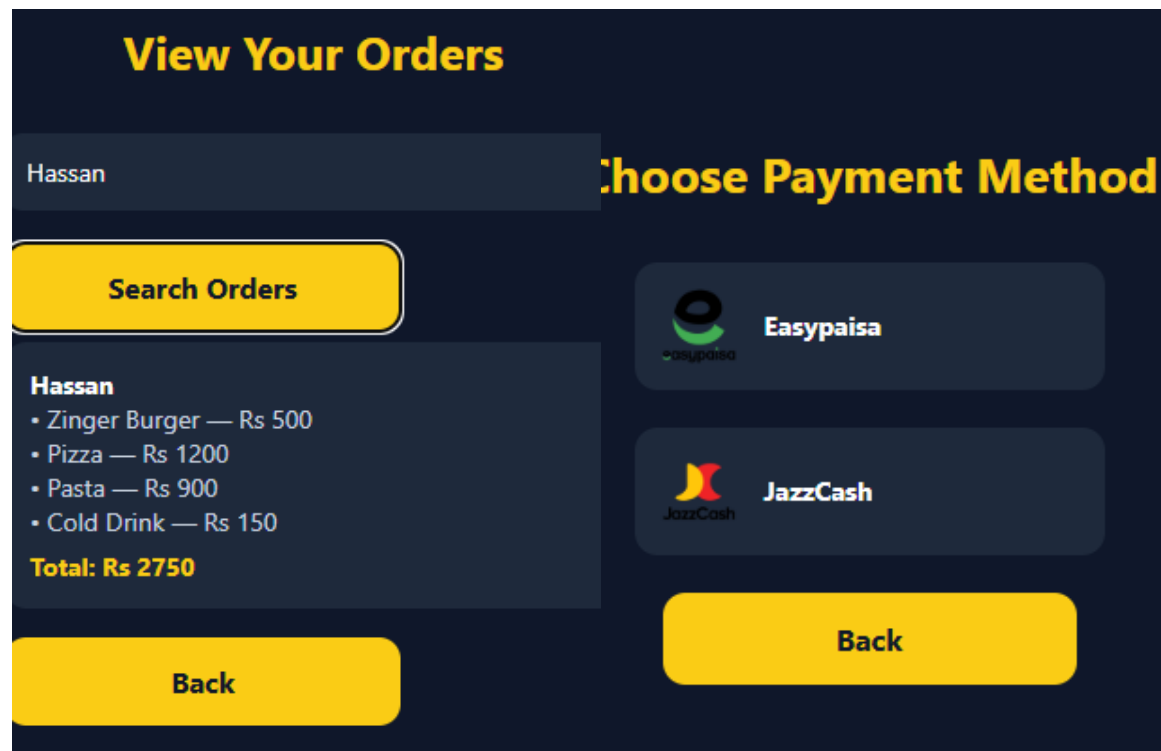 View Your Orders
Hassan
Search Orders
Hassan
• Zinger Burger — Rs 500
• Pizza — Rs 1200
• Pasta — Rs 900
• Cold Drink — Rs 150
Total: Rs 2750
Back
Choose Payment Method
easypaisa
Easypaisa
JazzCash
JazzCash
Back